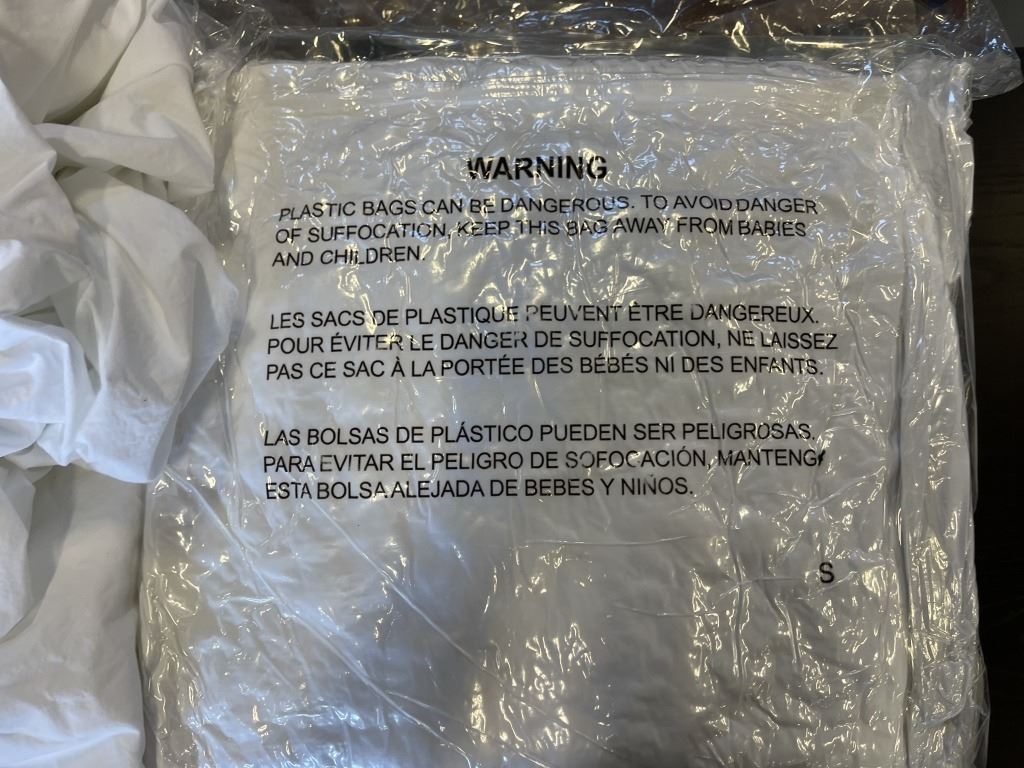 WARNING
PLASTIC BAGS CAN BE DANGEROUS. TO AVOID DANGER
OF SUFFOCATION, KEEP THIS BAG AWAY FROM BABIES
AND CHILDREN.
LES SACS DE PLASTIQUE PEUVENT ÊTRE DANGEREUX.
POUR ÉVITER LE DANGER DE SUFFOCATION, NE LAISSEZ
PAS CE SAC À LA PORTÉE DES BÉBÉS NI DES ENFANTS.
LAS BOLSAS DE PLÁSTICO PUEDEN SER PELIGROSAS.
PARA EVITAR EL PELIGRO DE SOFOCACIÓN, MANTENGA
ESTA BOLSA ALEJADA DE BEBES Y NIÑOS.
S